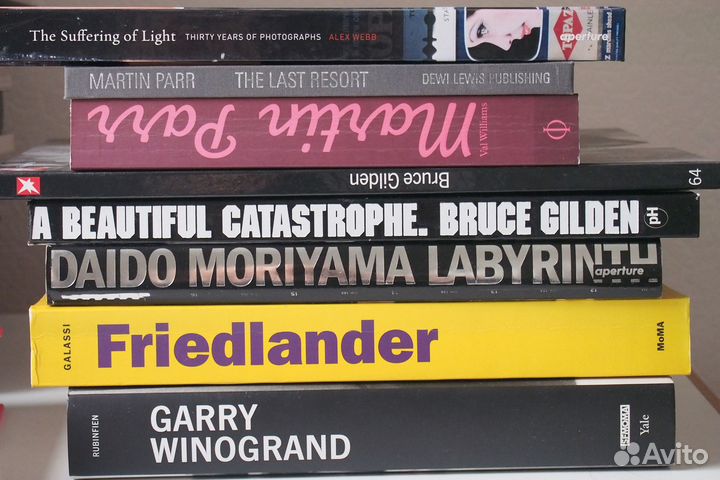 The Suffering of Light THIRTY YEARS OF PHOTOGRAPHS ALEX WEBB aperture
TOPAZ
MARTIN PARR THE LAST RESORT DEWI LEWIS PUBLISHING
Martin Parr Val Williams
Bruce Gilden 64
A BEAUTIFUL CATASTROPHE. BRUCE GILDEN pH
DAIDO MORIYAMA LABYRINTH aperture
GALASSI Friedlander MoMA
RUBINFIEN GARRY WINOGRAND SFMOMA Yale
Avito